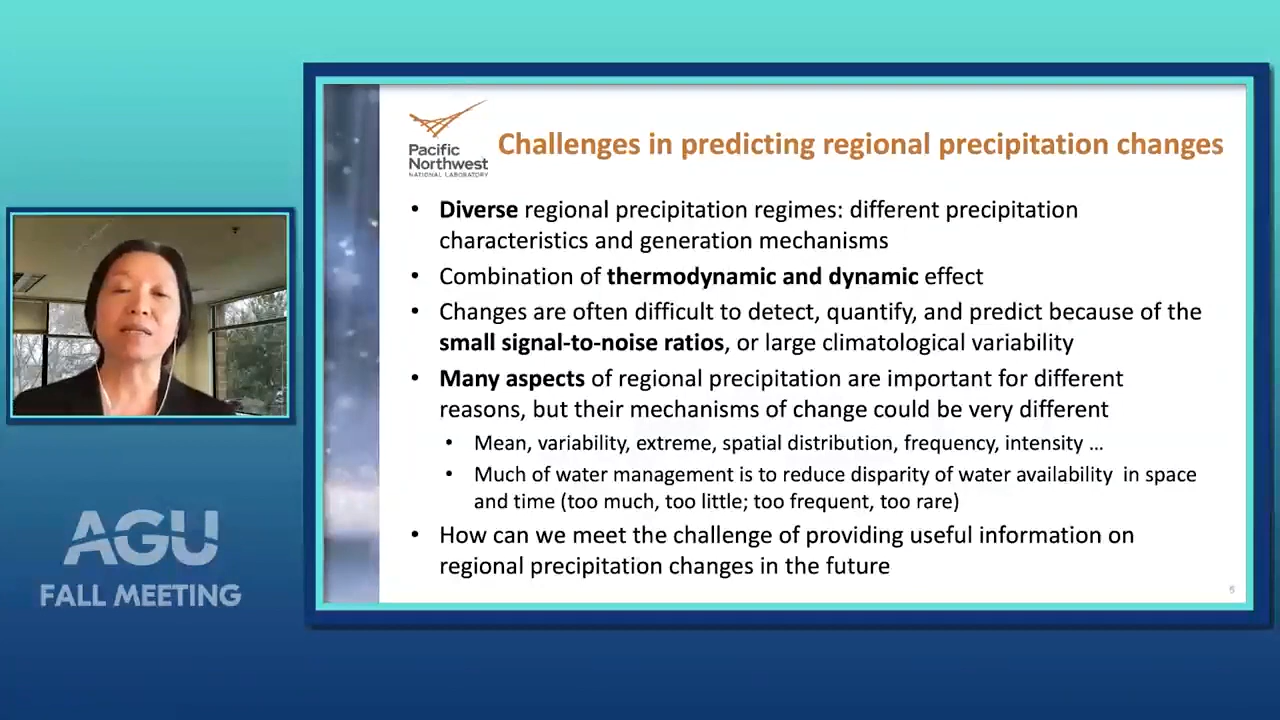 Pacific
Northwest
NATIONAL LABORATORY
Challenges in predicting regional precipitation changes
• Diverse regional precipitation regimes: different precipitation
characteristics and generation mechanisms
• Combination of thermodynamic and dynamic effect
• Changes are often difficult to detect, quantify, and predict because of the
small signal-to-noise ratios, or large climatological variability
• Many aspects of regional precipitation are important for different
reasons, but their mechanisms of change could be very different
• Mean, variability, extreme, spatial distribution, frequency, intensity ...
• Much of water management is to reduce disparity of water availability in space
and time (too much, too little; too frequent, too rare)
• How can we meet the challenge of providing useful information on
regional precipitation changes in the future
AGU
FALL MEETING